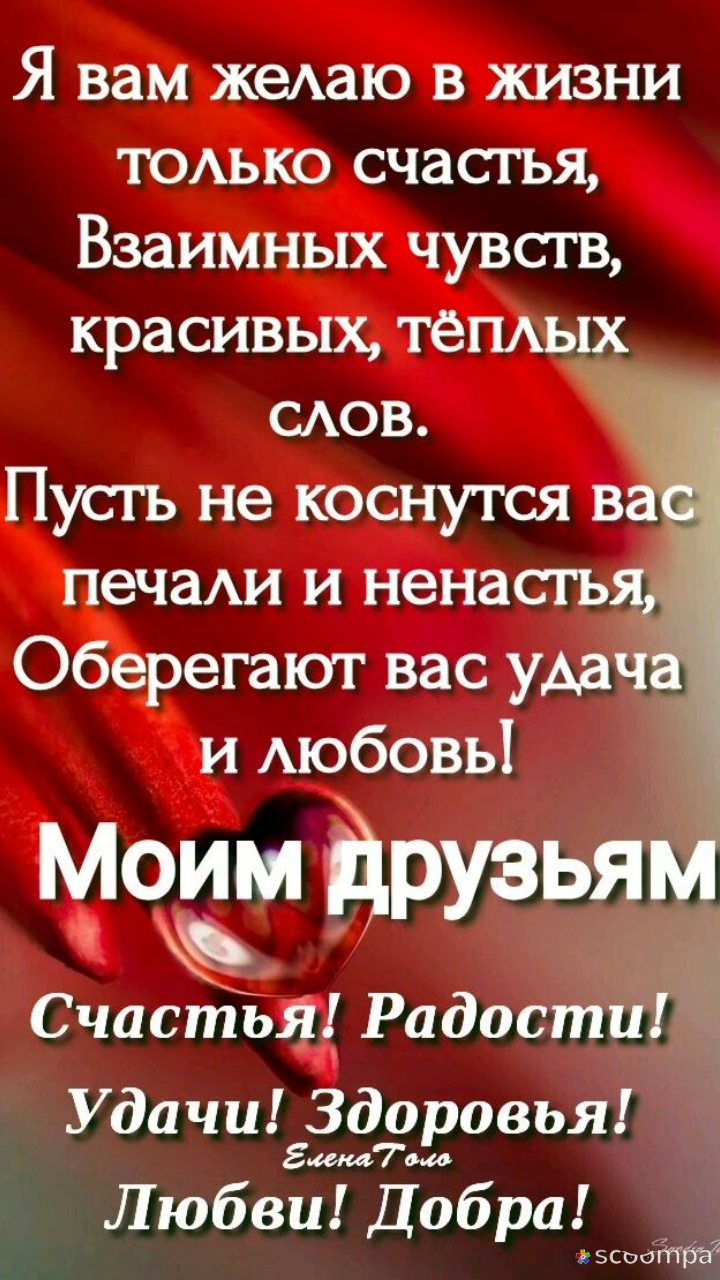 Я вам желаю в жизни
только счастья,
Взаимных чувств,
красивых, тёплых
слов.
Пусть не коснутся вас
печали и ненастья,
Оберегают вас удача
и любовь!
Моим друзьям
Счастья! Радости!
Удачи! Здоровья!
ЕленаТоло
Любви! Добра!
scoompa